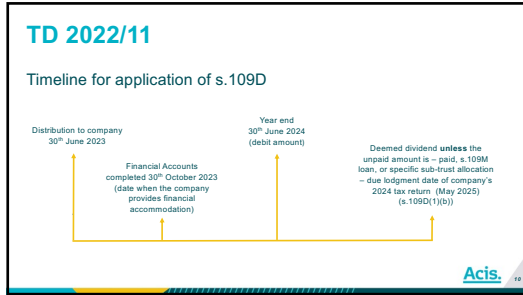 TD 2022/11
Timeline for application of s.109D
Distribution to company
30th June 2023
Financial Accounts
completed 30th October 2023
(date when the company
provides financial
accommodation)
Year end
30th June 2024
(debit amount)
Deemed dividend unless the
unpaid amount is – paid, s.109M
loan, or specific sub-trust allocation
– due lodgment date of company's
2024 tax return (May 2025)
(s.109D(1)(b))
Acis.
10